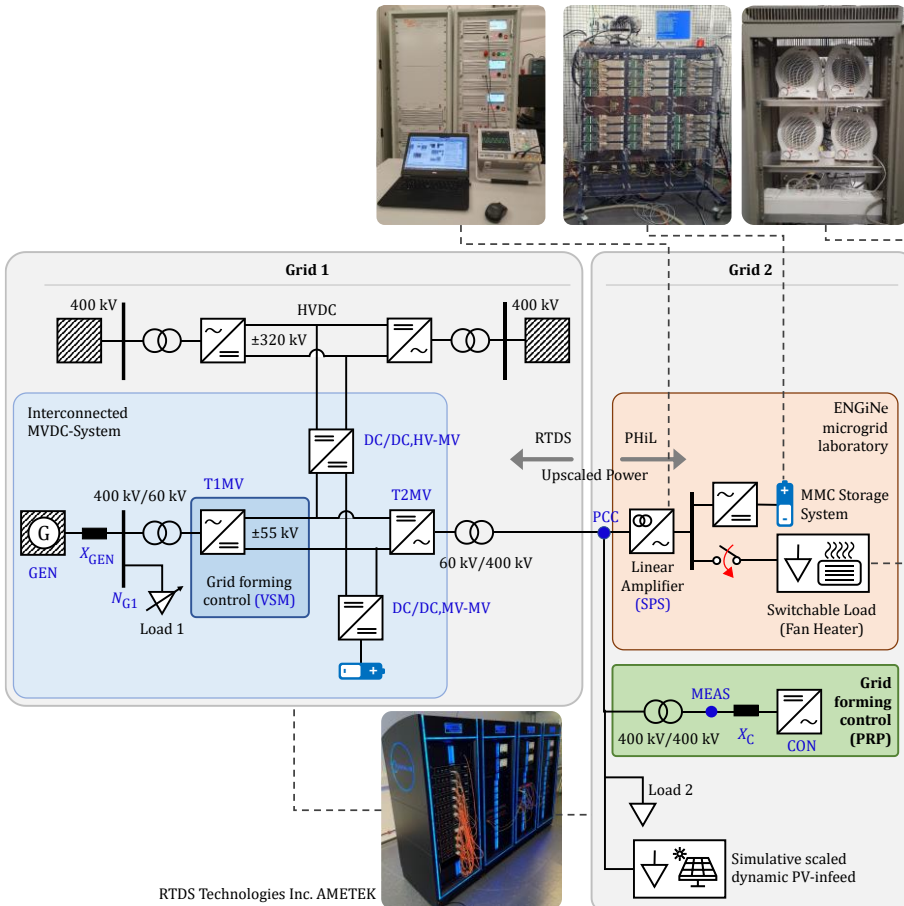 Grid 1
Grid 2
400 kV
HVDC
400 kV
±320 kV
Interconnected
MVDC-System
DC/DC,HV-MV
RTDS
PHiL
Upscaled Power
ENGiNe
microgrid
laboratory
400 kV/60 kV
T1MV
T2MV
MMC Storage
System
G
±55 kV
PCC
GEN
X_GEN
60 kV/400 kV
Linear
Amplifier
(SPS)
Grid forming
control (VSM)
N_G1
Load 1
DC/DC,MV-MV
Switchable Load
(Fan Heater)
MEAS
Grid
forming
control
(PRP)
400 kV/400 kV
X_C
CON
Load 2
Simulative scaled
dynamic PV-infeed
RTDS Technologies Inc. AMETEK